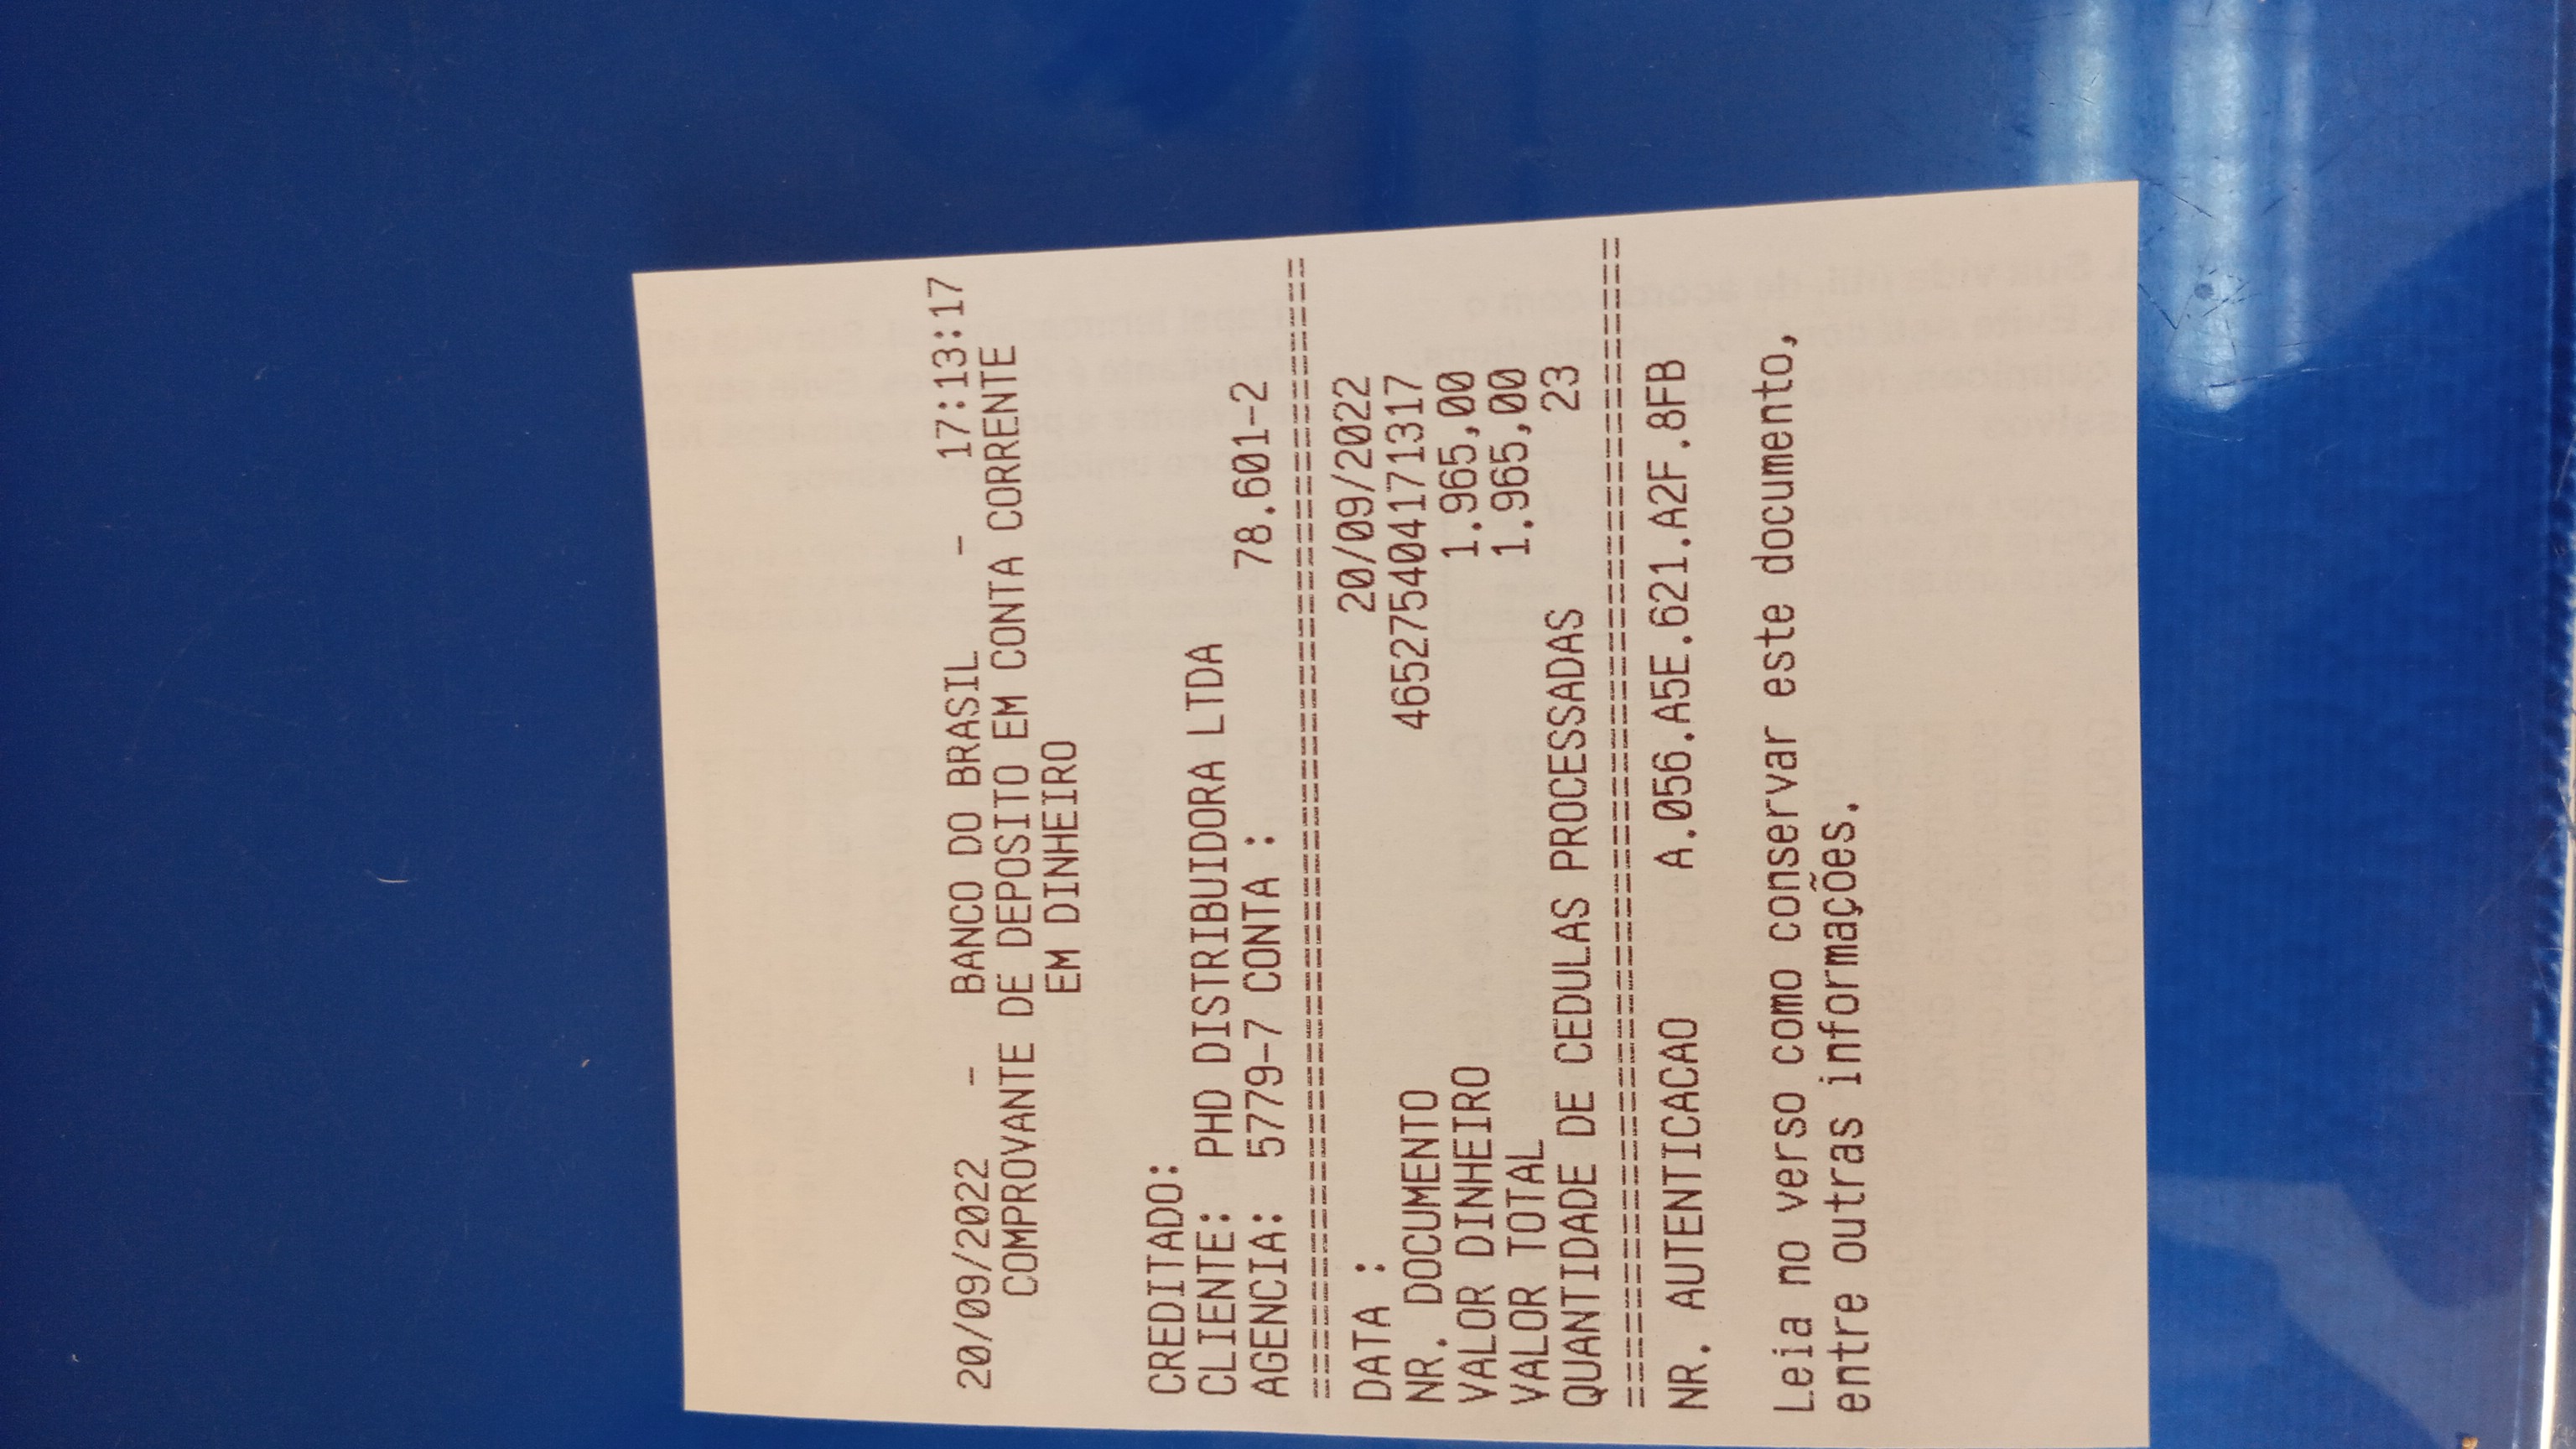 20/09/2022 - BANCO DO BRASIL - 17:13:17
COMPROVANTE DE DEPOSITO EM CONTA CORRENTE
EM DINHEIRO
CREDITADO:
CLIENTE: PHD DISTRIBUIDORA LTDA
AGENCIA: 5779-7 CONTA : 78.601-2
DATA : 20/09/2022
NR. DOCUMENTO 465275404171317
VALOR DINHEIRO 1.965,00
VALOR TOTAL 1.965,00
QUANTIDADE DE CEDULAS PROCESSADAS 23
NR. AUTENTICACAO A.056.A5E.621.A2F.8FB
Leia no verso como conservar este documento,
entre outras informações.